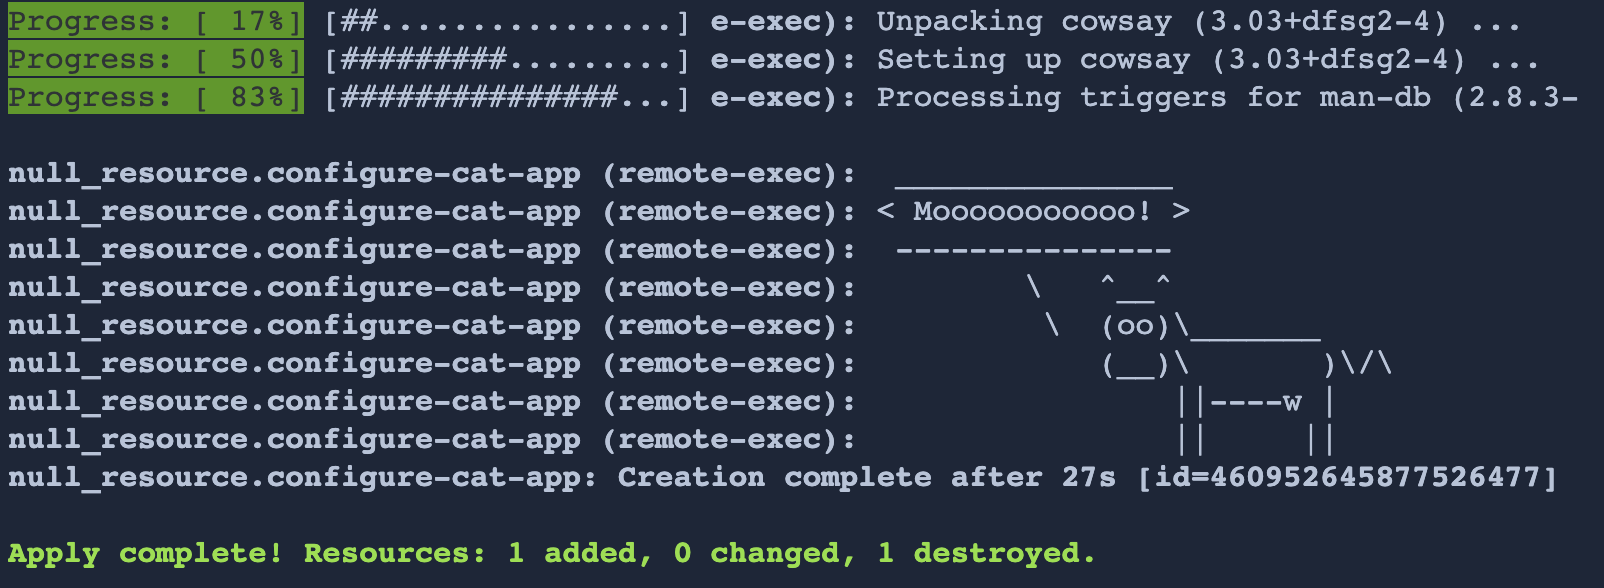 Progress: [ 17%] [##................] e-exec): Unpacking cowsay (3.03+dfsg2-4) ...
Progress: [ 50%] [#########.........] e-exec): Setting up cowsay (3.03+dfsg2-4) ...
Progress: [ 83%] [###############...] e-exec): Processing triggers for man-db (2.8.3-
null_resource.configure-cat-app (remote-exec):  _______________
null_resource.configure-cat-app (remote-exec): < Mooooooooooo! >
null_resource.configure-cat-app (remote-exec):  ---------------
null_resource.configure-cat-app (remote-exec):         \   ^__^
null_resource.configure-cat-app (remote-exec):          \  (oo)\_______
null_resource.configure-cat-app (remote-exec):             (__)\       )\/\
null_resource.configure-cat-app (remote-exec):                 ||----w |
null_resource.configure-cat-app (remote-exec):                 ||     ||
null_resource.configure-cat-app: Creation complete after 27s [id=460952645877526477]
Apply complete! Resources: 1 added, 0 changed, 1 destroyed.